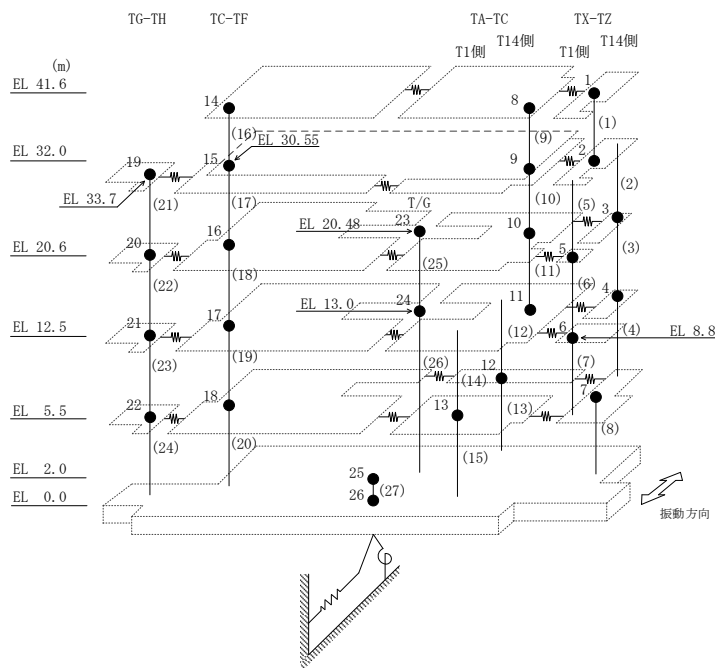 TG-TH TC-TF TA-TC TX-TZ
T1側 T14側 T1側 T14側
(m)
EL 41.6
14 8 1
(16) (9) (1)
EL 30.55
EL 32.0
19 15 9 2
EL 33.7
(21) (17) (10) (2)
T/G
EL 20.48 23
16 10 (5) 3
EL 20.6
20 5 (3)
(22) (18) (25) (11)
EL 13.0 24
(6) 4
EL 12.5
21 17 11 6 (4) EL 8.8
(23) (19) (12)
(26) (14) 12 (7)
EL 5.5
22 18 13 (13) 7
(24) (20) (15) (8)
EL 2.0
25
EL 0.0
26 (27)
振動方向